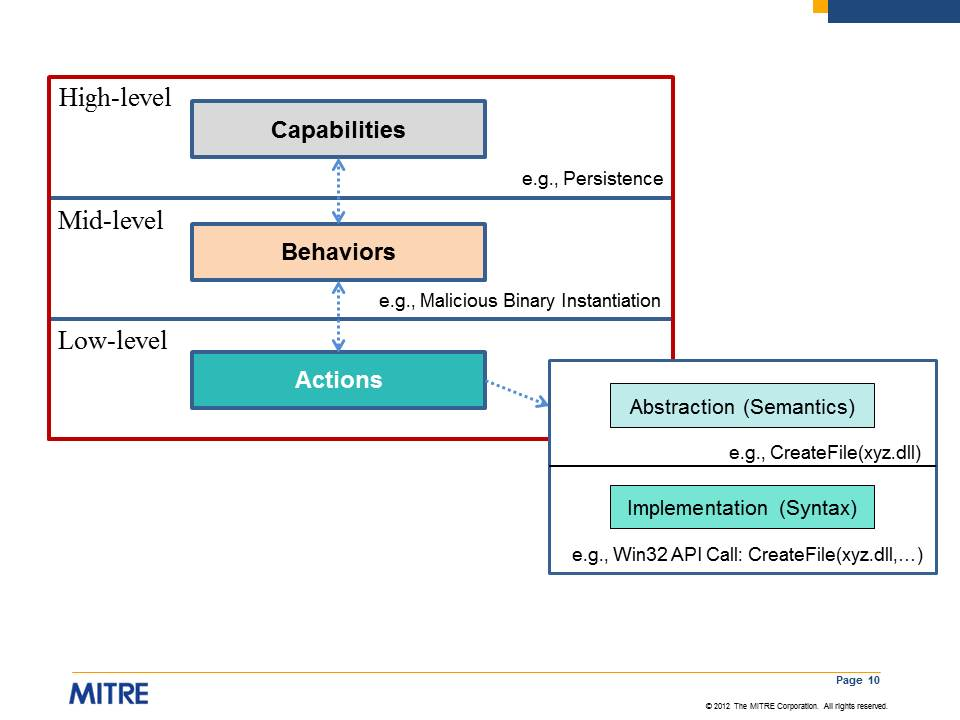 High-level
Capabilities
e.g., Persistence
Mid-level
Behaviors
e.g., Malicious Binary Instantiation
Low-level
Actions
Abstraction (Semantics)
e.g., CreateFile(xyz.dll)
Implementation (Syntax)
e.g., Win32 API Call: CreateFile(xyz.dll,…)
Page 10
MITRE
© 2012 The MITRE Corporation. All rights reserved.